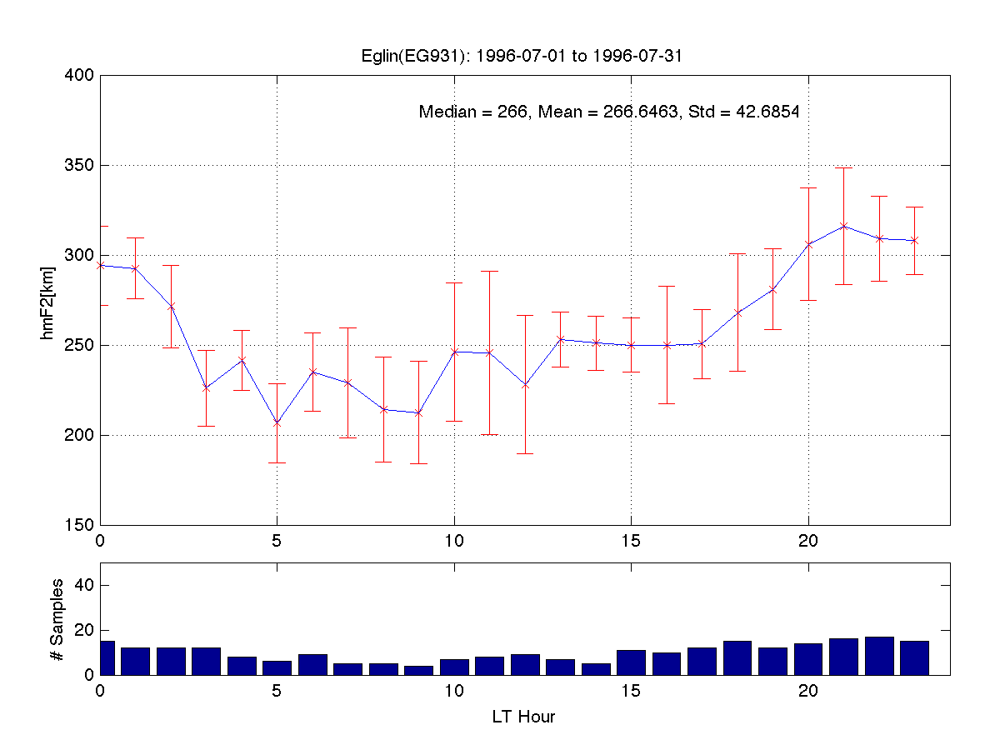 Eglin(EG931): 1996-07-01 to 1996-07-31
Median = 266, Mean = 266.6463, Std = 42.6854
hmF2[km]
400
350
300
250
200
150
0 5 10 15 20
# Samples
40
20
0
0 5 10 15 20
LT Hour